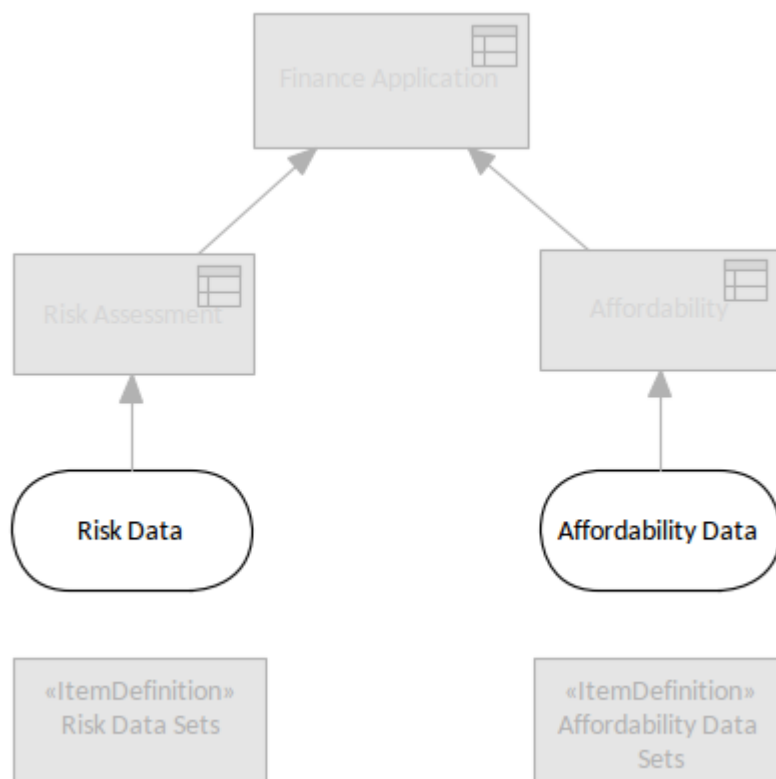 Finance Application
Risk Assessment
Affordability
Risk Data
Affordability Data
«ItemDefinition»
Risk Data Sets
«ItemDefinition»
Affordability Data
Sets